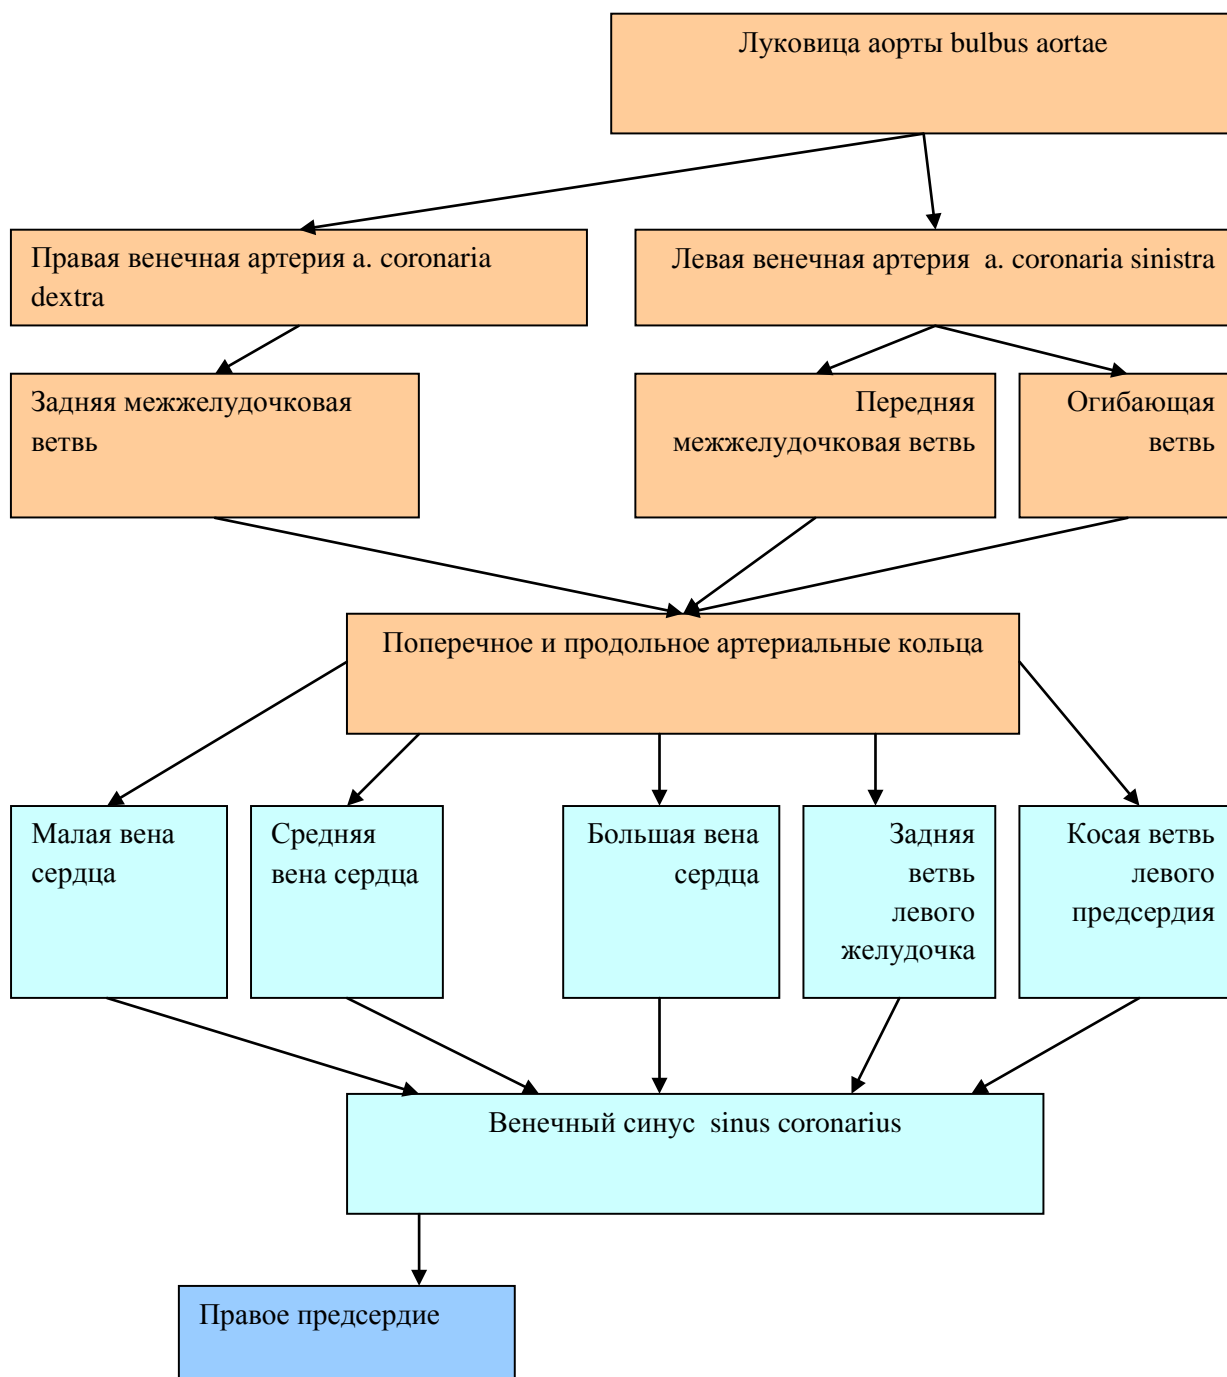 Луковица аорты bulbus aortae
Правая венечная артерия a. coronaria
dextra
Левая венечная артерия a. coronaria sinistra
Задняя межжелудочковая
ветвь
Передняя
межжелудочковая ветвь
Огибающая
ветвь
Поперечное и продольное артериальные кольца
Малая вена
сердца
Средняя
вена сердца
Большая вена
сердца
Задняя
ветвь
левого
желудочка
Косая ветвь
левого
предсердия
Венечный синус sinus coronarius
Правое предсердие